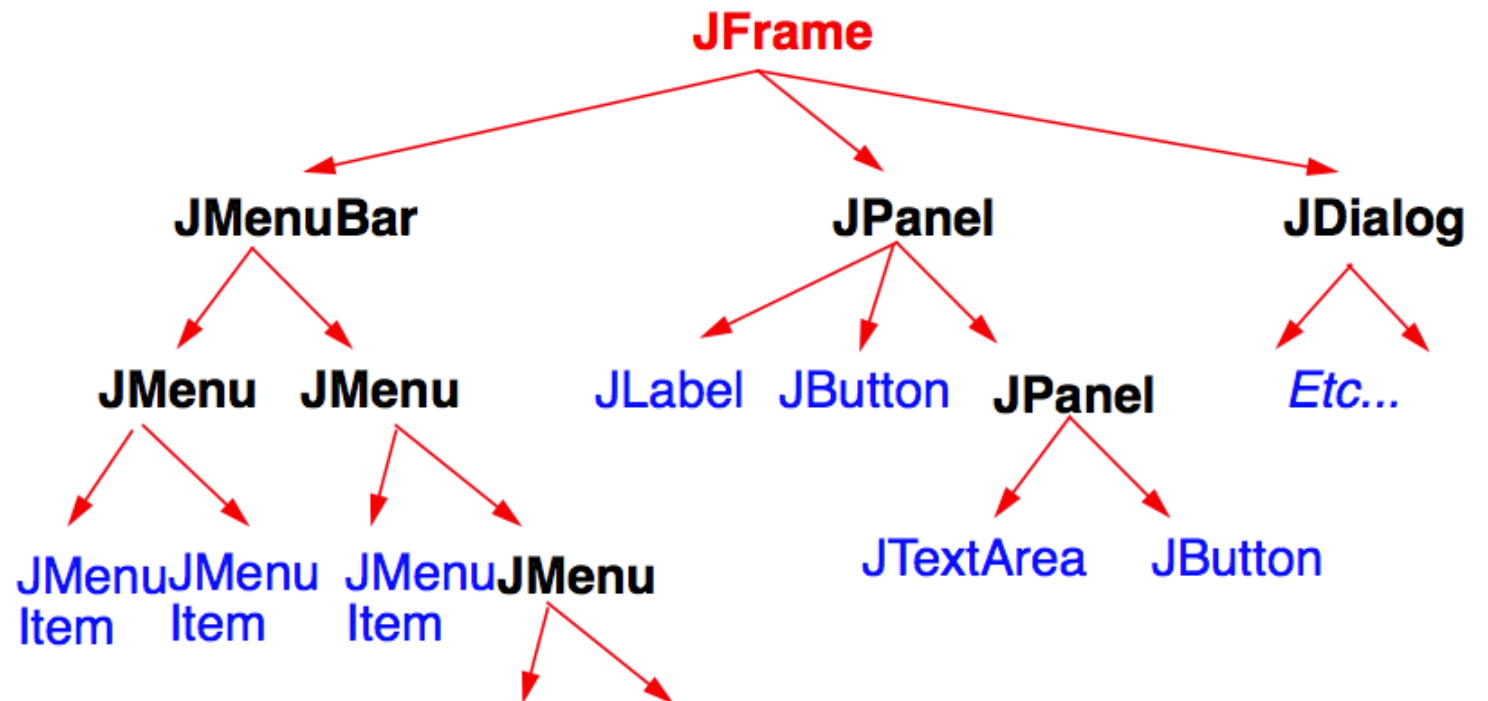 JFrame
JMenuBar JPanel JDialog
JMenu JMenu JLabel JButton JPanel Etc...
JMenu JMenu JMenu JMenu JTextArea JButton
Item Item Item